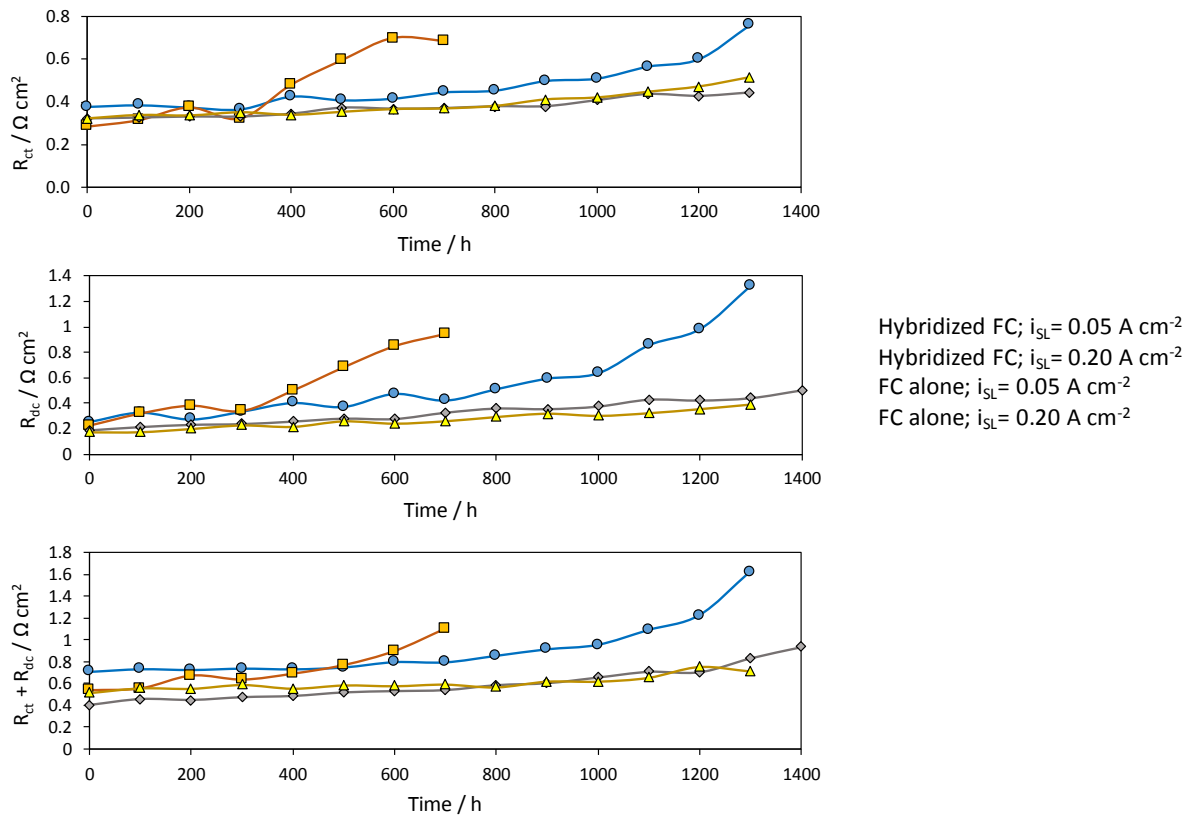 0.8
0.6
0.4
0.2
0.0
R_ct / Ω cm²
0 200 400 600 800 1000 1200 1400
Time / h
1.4
1.2
1
0.8
0.6
0.4
0.2
0
R_dc / Ω cm²
0 200 400 600 800 1000 1200 1400
Time / h
Hybridized FC; i_SL= 0.05 A cm⁻²
Hybridized FC; i_SL= 0.20 A cm⁻²
FC alone; i_SL= 0.05 A cm⁻²
FC alone; i_SL= 0.20 A cm⁻²
1.8
1.6
1.4
1.2
1
0.8
0.6
0.4
0.2
0
R_ct + R_dc / Ω cm²
0 200 400 600 800 1000 1200 1400
Time / h